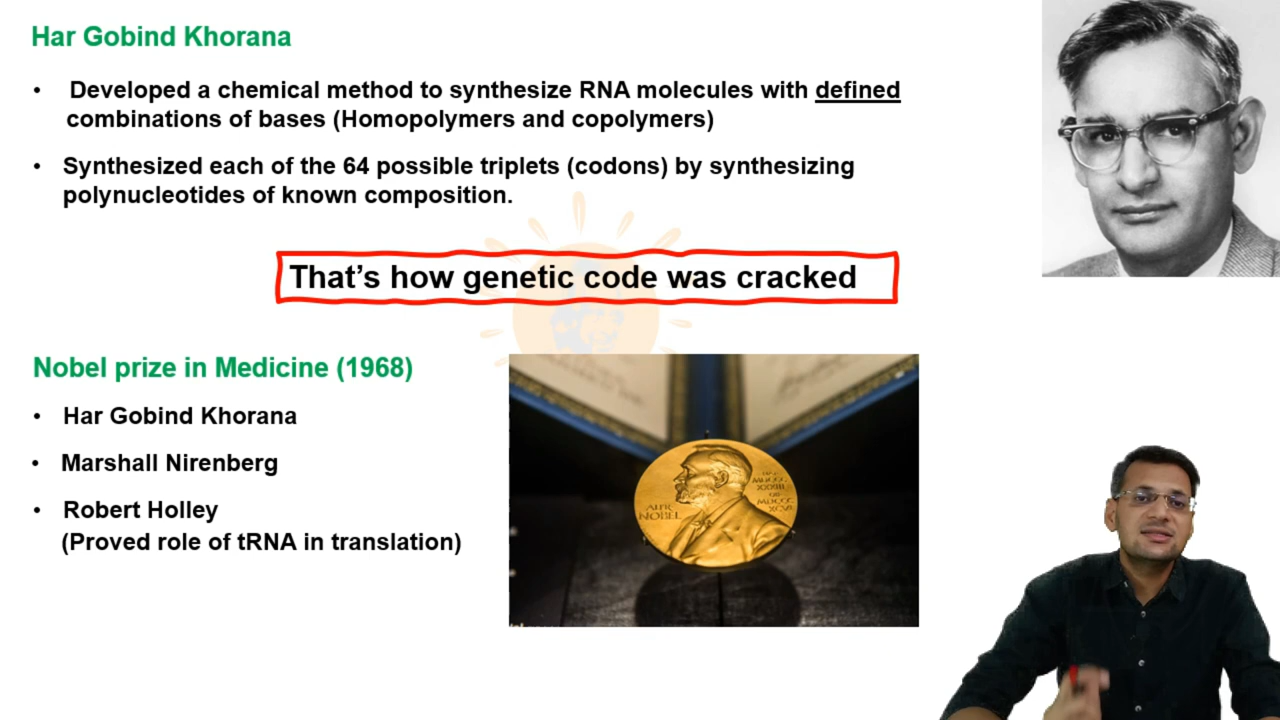 Har Gobind Khorana
• Developed a chemical method to synthesize RNA molecules with defined
combinations of bases (Homopolymers and copolymers)
• Synthesized each of the 64 possible triplets (codons) by synthesizing
polynucleotides of known composition.
That’s how genetic code was cracked
Nobel prize in Medicine (1968)
• Har Gobind Khorana
• Marshall Nirenberg
• Robert Holley
(Proved role of tRNA in translation)
NOBEL